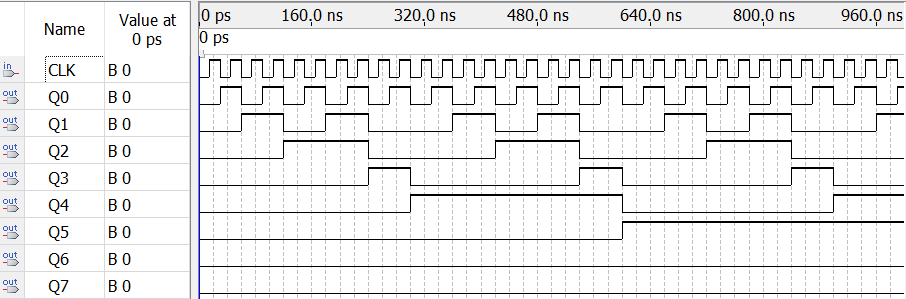 Name Value at 0 ps 0 ps 160.0 ns 320.0 ns 480.0 ns 640.0 ns 800.0 ns 960.0 ns
0 ps
in CLK B 0
out Q0 B 0
out Q1 B 0
out Q2 B 0
out Q3 B 0
out Q4 B 0
out Q5 B 0
out Q6 B 0
out Q7 B 0